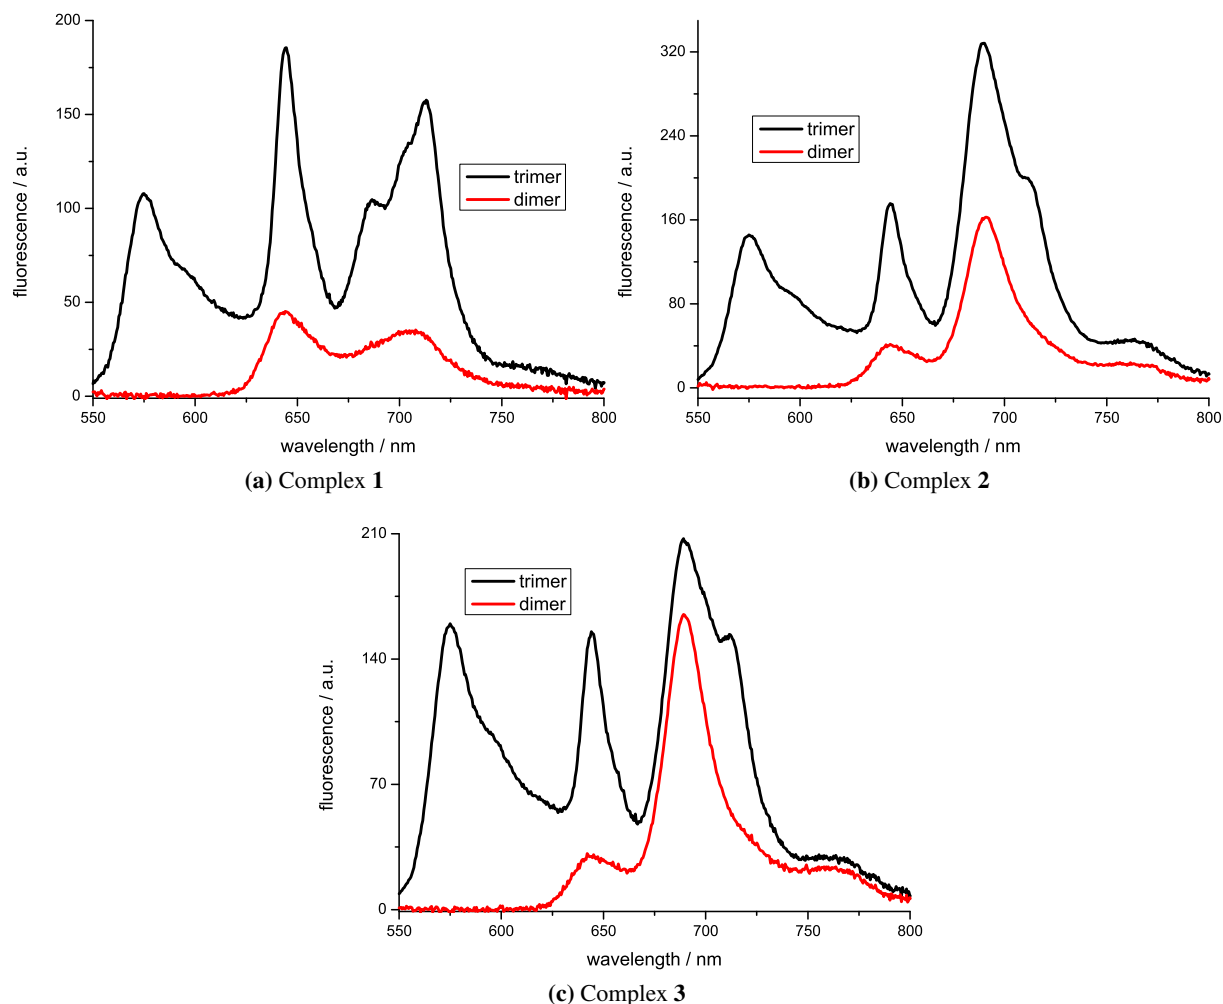 200
150
100
50
0
fluorescence / a.u.
trimer
dimer
550 600 650 700 750 800
wavelength / nm
(a) Complex 1
320
240
160
80
0
fluorescence / a.u.
trimer
dimer
550 600 650 700 750 800
wavelength / nm
(b) Complex 2
210
140
70
0
fluorescence / a.u.
trimer
dimer
550 600 650 700 750 800
wavelength / nm
(c) Complex 3